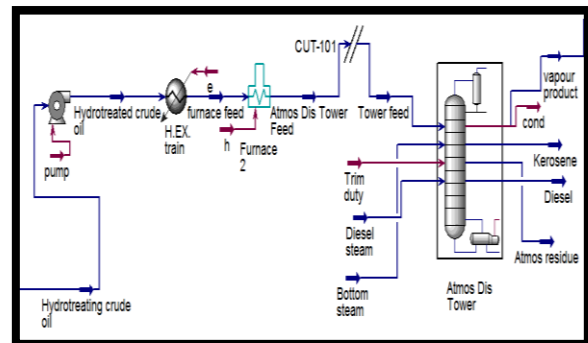 CUT-101
vapour
product
e
Hydrotreated crude
oil
furnace feed
Atmos Dis Tower
Feed
Tower feed
cond
H.EX.
train
h
Furnace
2
Kerosene
pump
Trim
duty
Diesel
Diesel
steam
Atmos residue
Bottom
steam
Atmos Dis
Tower
Hydrotreating crude
oil